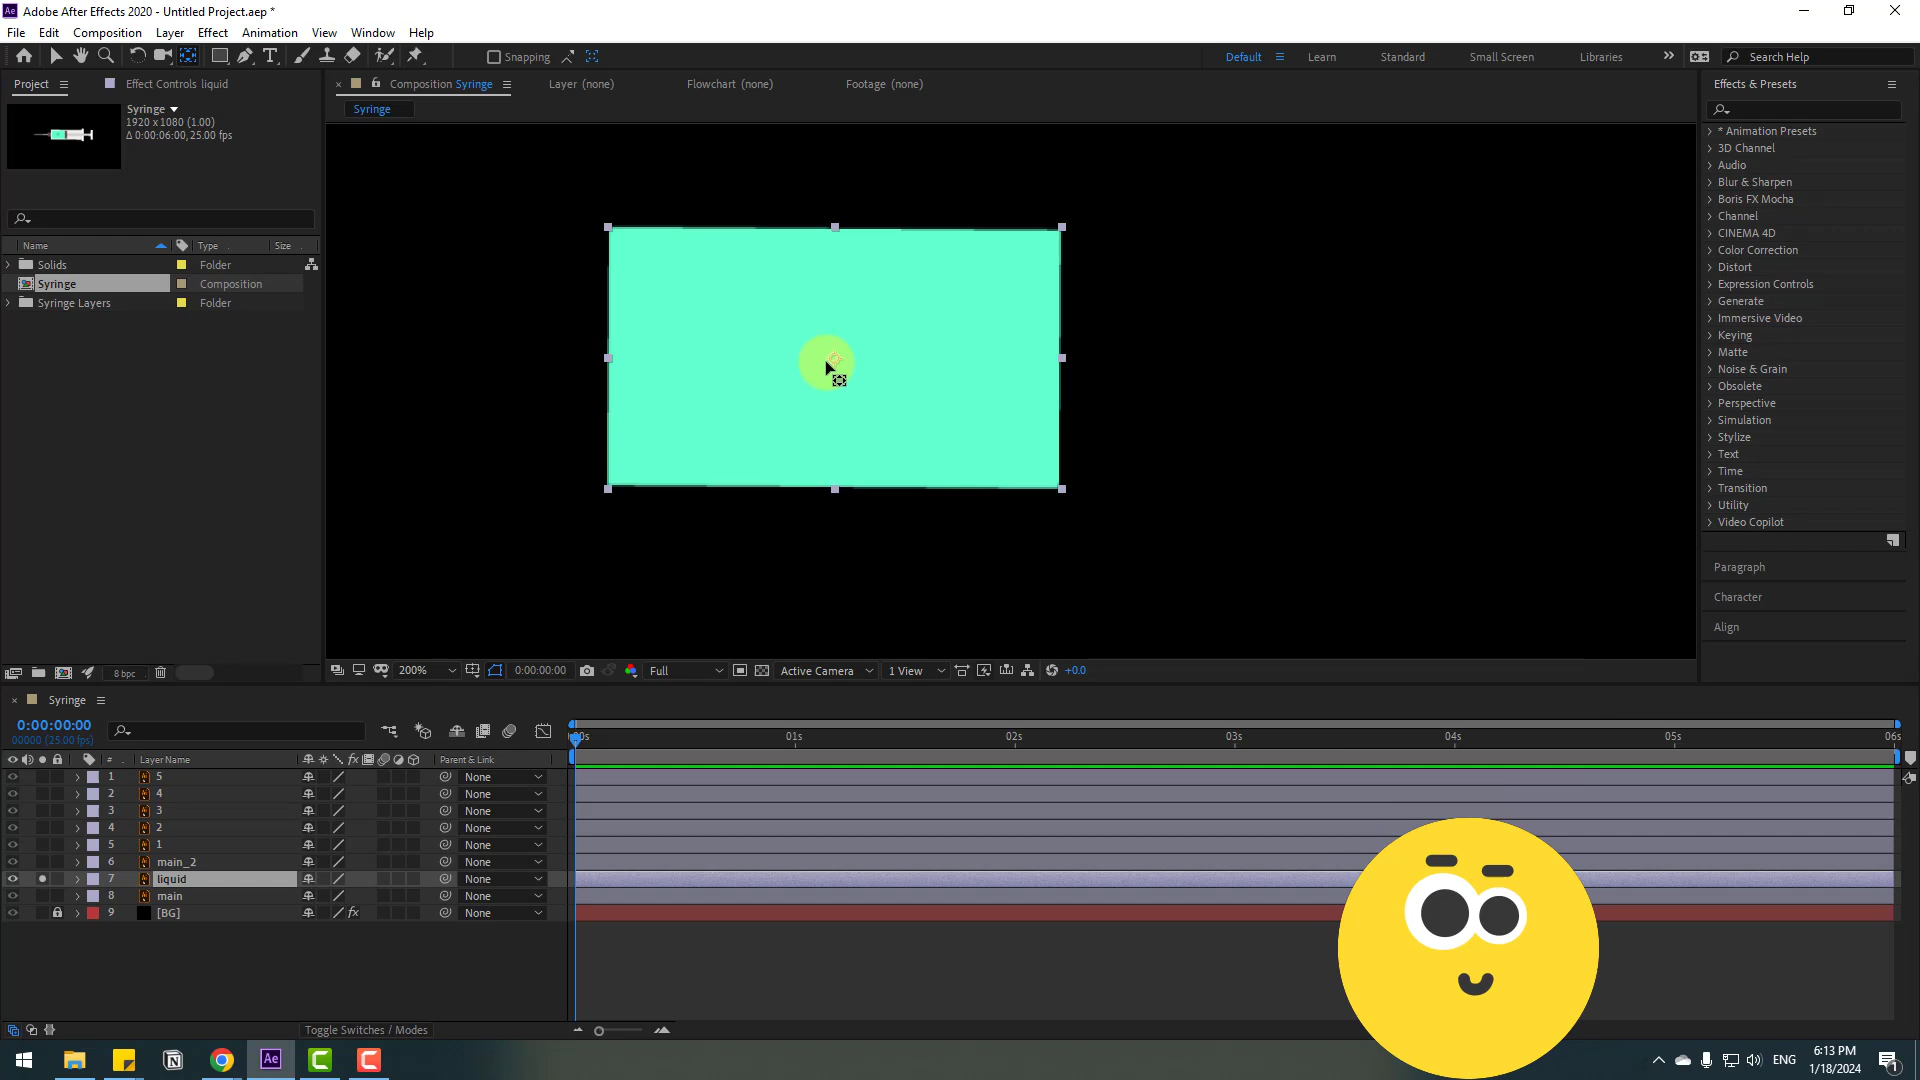 Adobe After Effects 2020 - Untitled Project.aep *
File Edit Composition Layer Effect Animation View Window Help
Snapping
Default Learn Standard Small Screen Libraries
Search Help
Project Effect Controls liquid
Composition Syringe Layer (none) Flowchart (none) Footage (none)
Effects & Presets
Syringe
Syringe
1920 x 1080 (1.00)
Δ 0:00:06:00, 25.00 fps
Name Type Size
Solids Folder
Syringe Composition
Syringe Layers Folder
* Animation Presets
3D Channel
Audio
Blur & Sharpen
Boris FX Mocha
Channel
CINEMA 4D
Color Correction
Distort
Expression Controls
Generate
Immersive Video
Keying
Matte
Noise & Grain
Obsolete
Perspective
Simulation
Stylize
Text
Time
Transition
Utility
Video Copilot
Paragraph
Character
Align
8 bpc
200% 0:00:00:00 Full Active Camera 1 View +0.0
Syringe
0:00:00:00
00000 (25.00 fps)
00s 01s 02s 03s 04s 05s 06s
# Layer Name fx Parent & Link
1 5 None
2 4 None
3 3 None
4 2 None
5 1 None
6 main_2 None
7 liquid None
8 main None
9 [BG] fx None
Toggle Switches / Modes
Ae
ENG
6:13 PM
1/18/2024
1